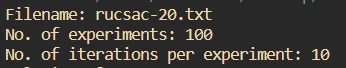 Filename: rucsac-20.txt
No. of experiments: 100
No. of iterations per experiment: 10